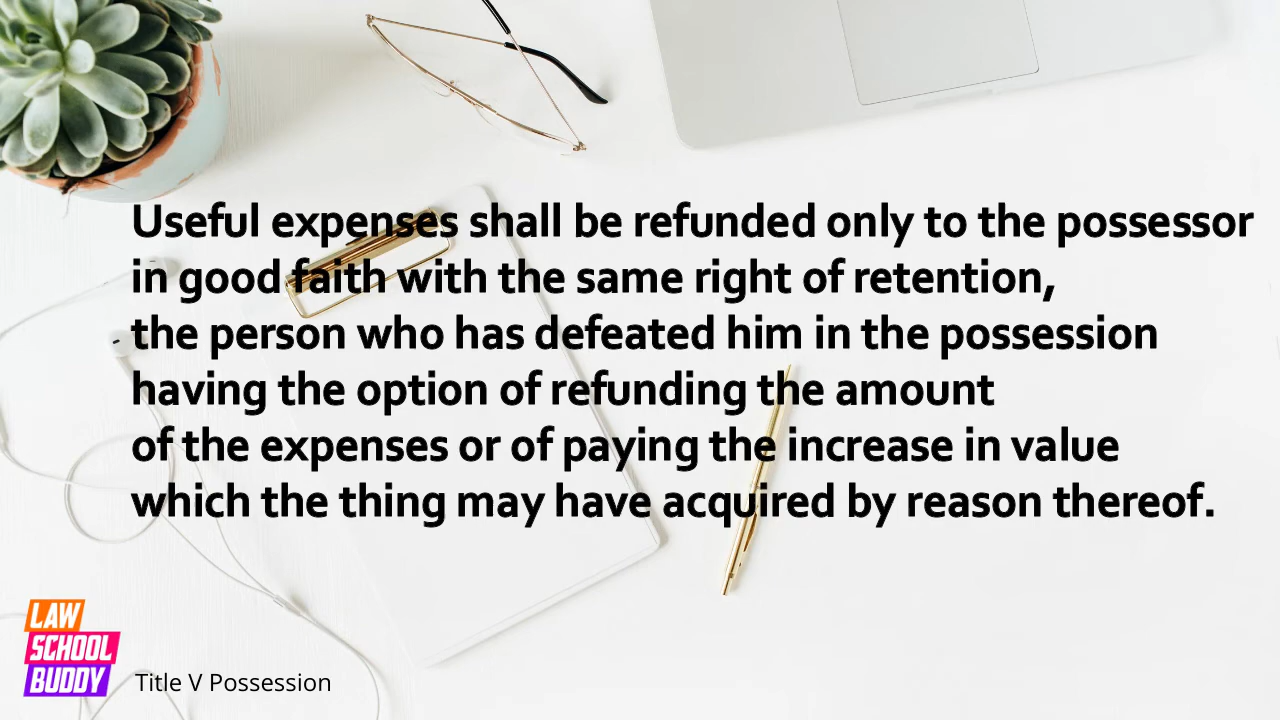 Useful expenses shall be refunded only to the possessor
in good faith with the same right of retention,
the person who has defeated him in the possession
having the option of refunding the amount
of the expenses or of paying the increase in value
which the thing may have acquired by reason thereof.
LAW
SCHOOL
BUDDY
Title V Possession